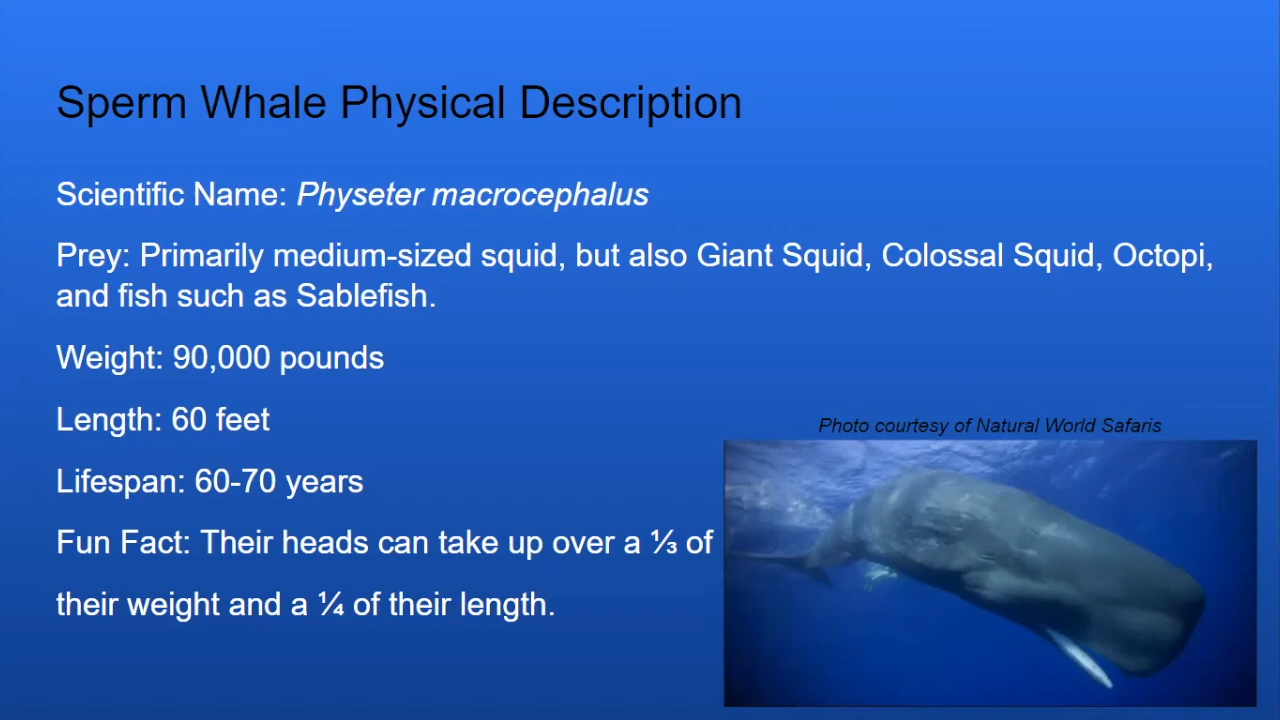 Sperm Whale Physical Description
Scientific Name: Physeter macrocephalus
Prey: Primarily medium-sized squid, but also Giant Squid, Colossal Squid, Octopi,
and fish such as Sablefish.
Weight: 90,000 pounds
Length: 60 feet
Photo courtesy of Natural World Safaris
Lifespan: 60-70 years
Fun Fact: Their heads can take up over a ⅓ of
their weight and a ¼ of their length.